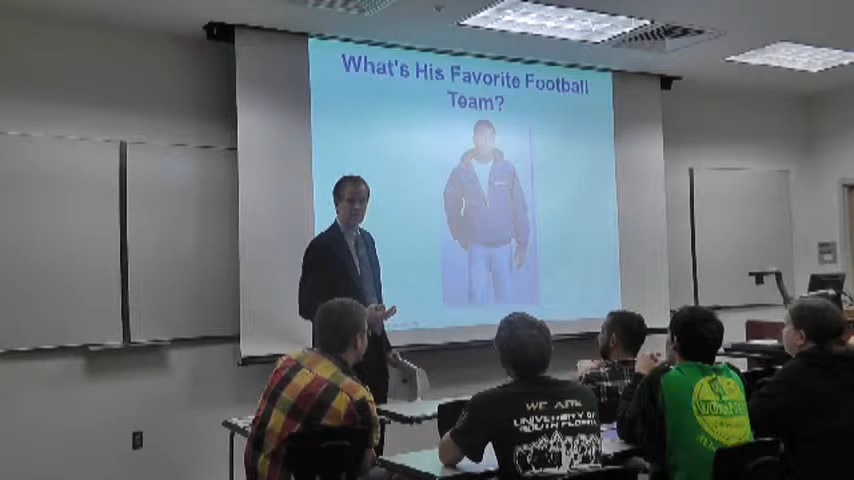 What's His Favorite Football
Team?
WE ARE
UNIVERSITY OF
SOUTH FLORIDA